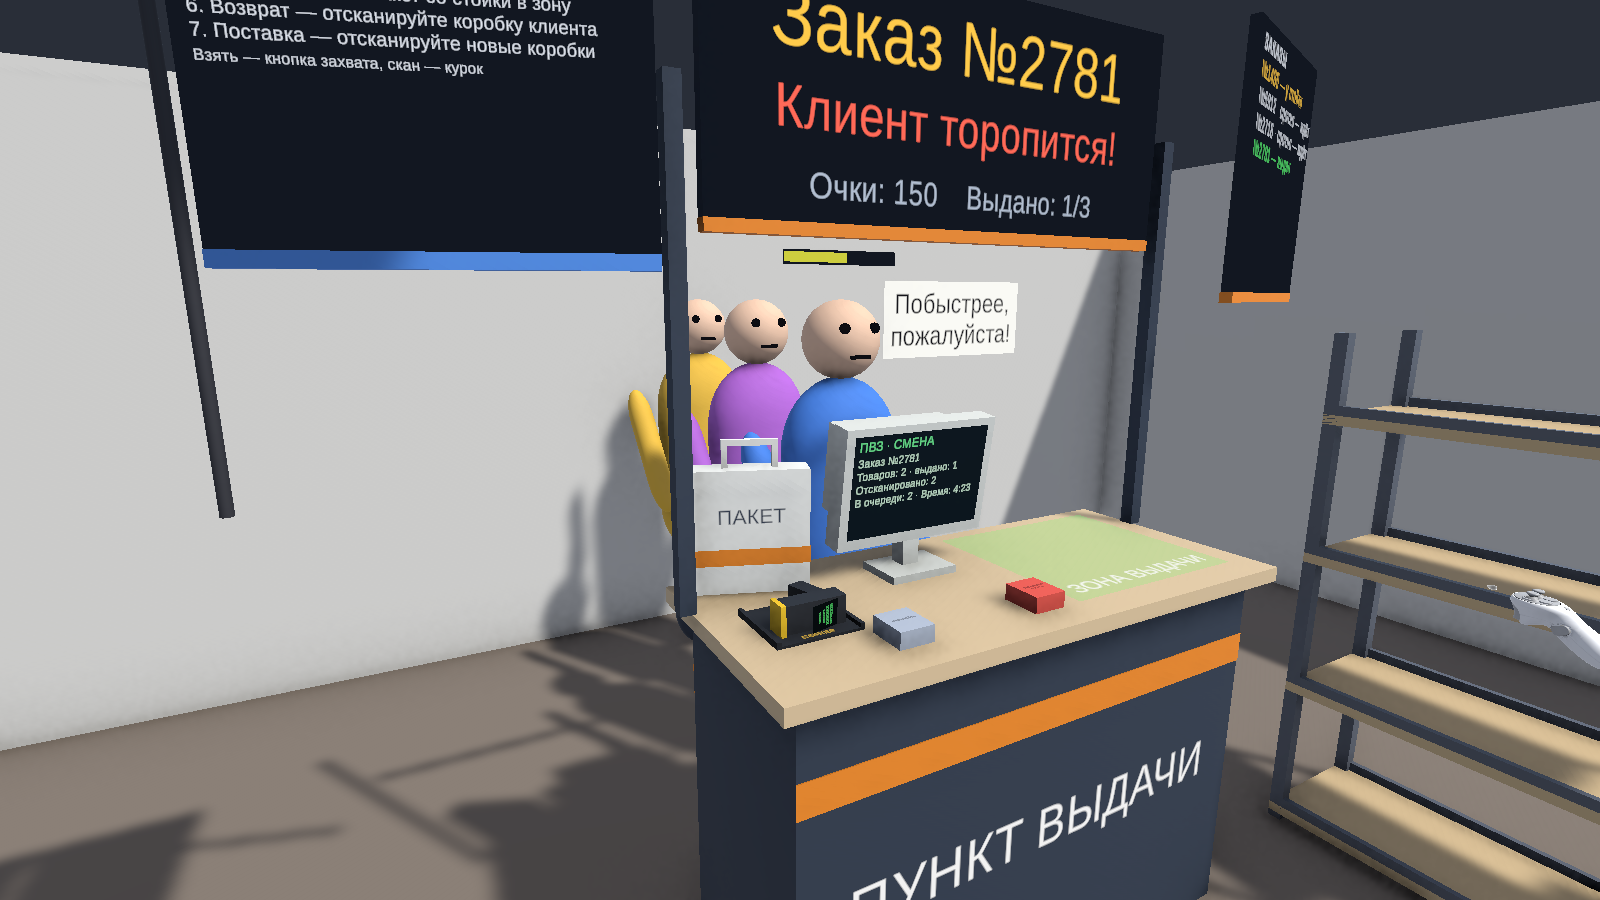 6. Возврат — отсканируйте коробку клиента
7. Поставка — отсканируйте новые коробки
Взять — кнопка захвата, скан — курок
Заказ №2781
Клиент торопится!
Очки: 150 Выдано: 1/3
Побыстрее,
пожалуйста!
ПВЗ · СМЕНА
Заказ №2781
Товаров: 2 · выдано: 1
Отсканировано: 2
В очереди: 2 · Время: 4:23
ПАКЕТ
ЗОНА ВЫДАЧИ
ПУНКТ ВЫДАЧИ
ЗАКАЗЫ